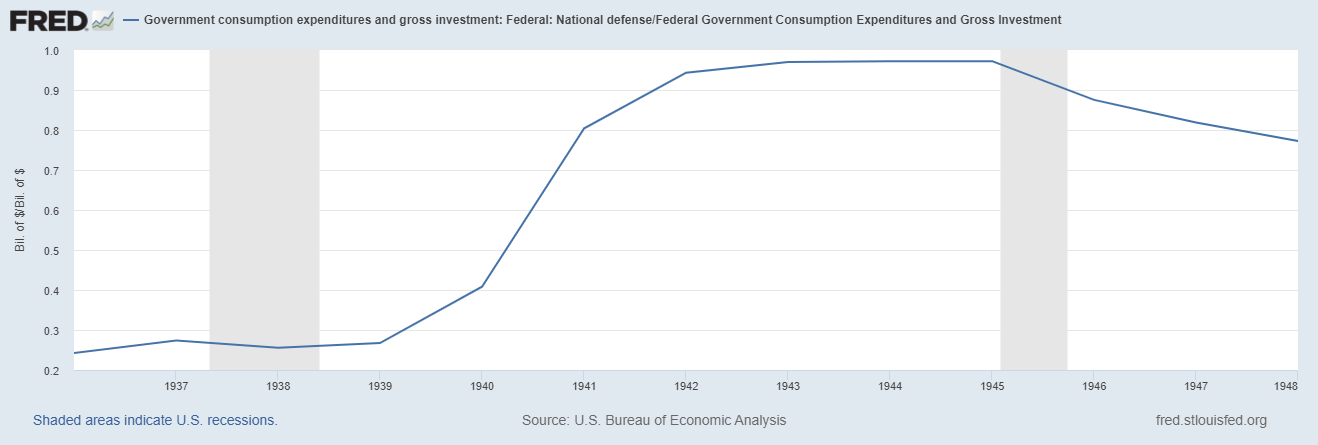 FRED
Government consumption expenditures and gross investment: Federal: National defense/Federal Government Consumption Expenditures and Gross Investment
Bil. of $/Bil. of $
1.0
0.9
0.8
0.7
0.6
0.5
0.4
0.3
0.2
1937 1938 1939 1940 1941 1942 1943 1944 1945 1946 1947 1948
Shaded areas indicate U.S. recessions. Source: U.S. Bureau of Economic Analysis fred.stlouisfed.org